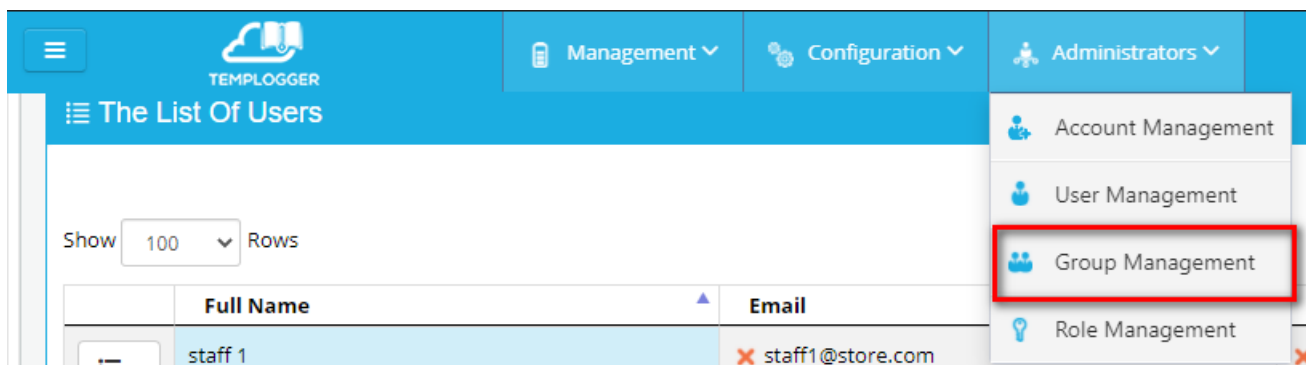 Management
Configuration
Administrators
TEMPLOGGER
The List Of Users
Account Management
User Management
Show 100 Rows
Group Management
Full Name
Email
Role Management
staff 1
staff1@store.com